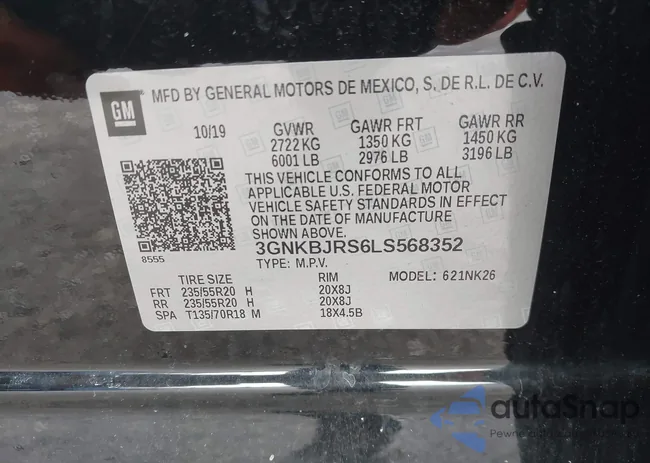 GM
MFD BY GENERAL MOTORS DE MEXICO, S, DE R.L. DE C.V.
10/19 GVWR GAWR FRT GAWR RR
2722 KG 1350 KG 1450 KG
6001 LB 2976 LB 3196 LB
THIS VEHICLE CONFORMS TO ALL
APPLICABLE U.S. FEDERAL MOTOR
VEHICLE SAFETY STANDARDS IN EFFECT
ON THE DATE OF MANUFACTURE
SHOWN ABOVE.
8555
3GNKBJRS6LS568352
TYPE: M.P.V.
TIRE SIZE RIM MODEL: 621NK26
FRT 235/55R20 H 20X8J
RR 235/55R20 H 20X8J
SPA T135/70R18 M 18X4.5B
autoSnap